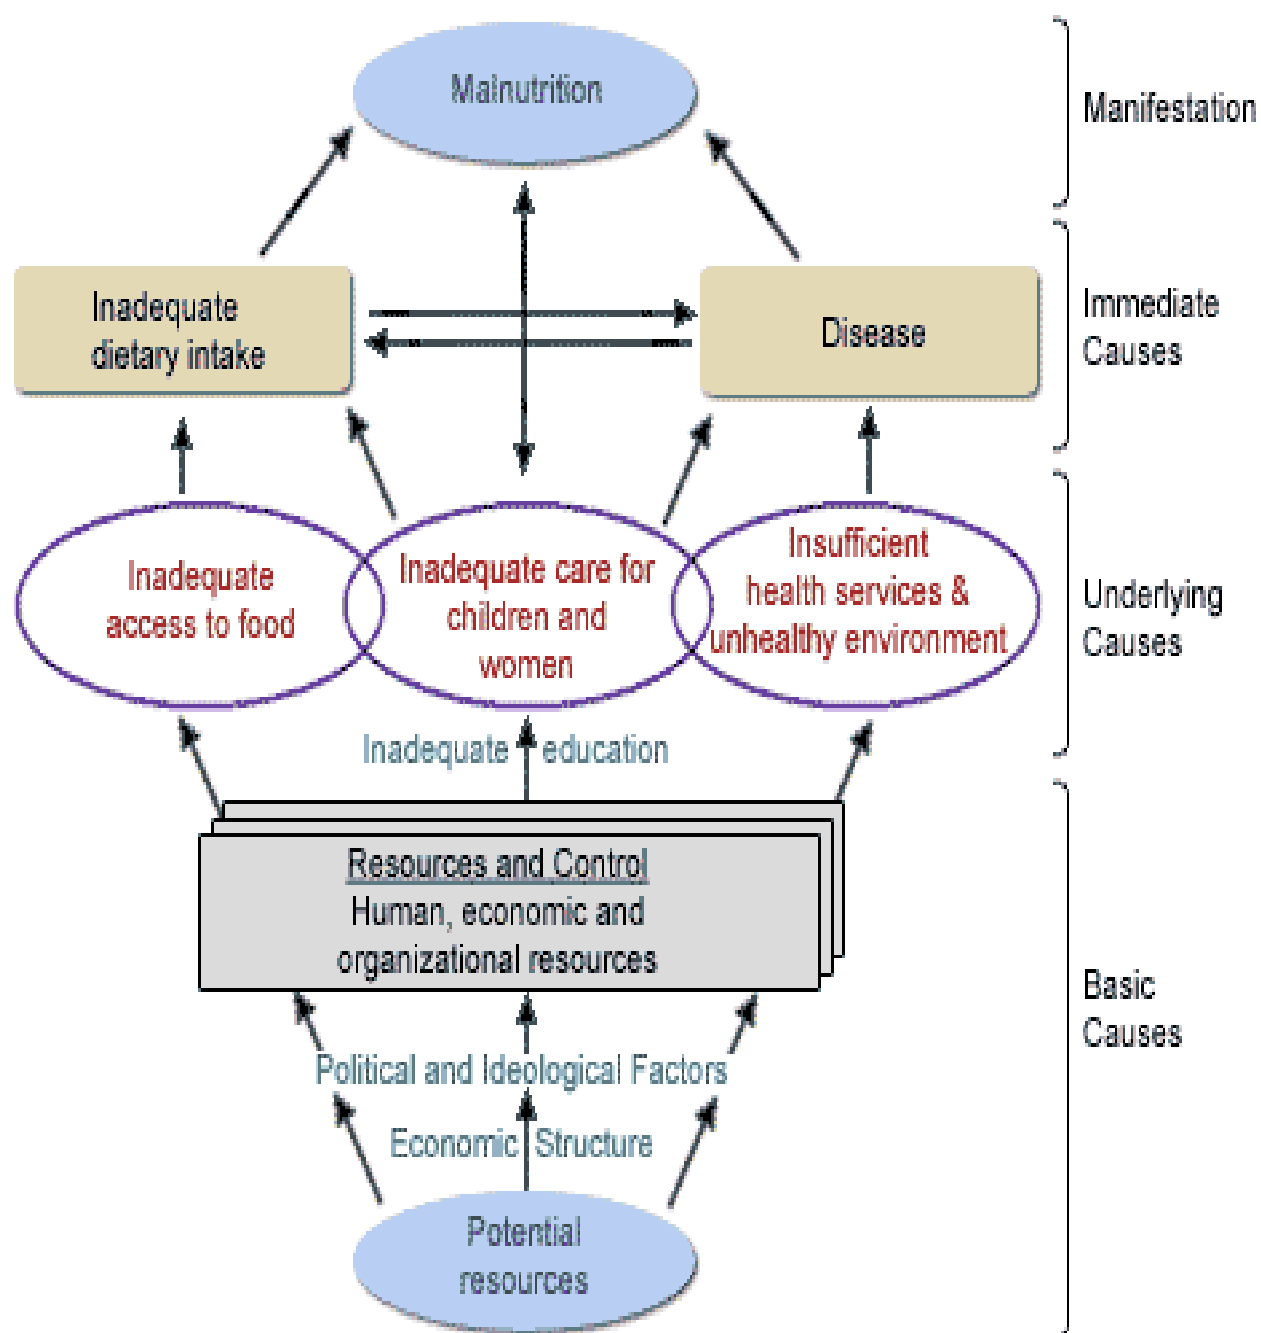 Malnutrition
Manifestation
Inadequate
dietary intake
Disease
Immediate
Causes
Inadequate
access to food
Inadequate care for
children and
women
Insufficient
health services &
unhealthy environment
Underlying
Causes
Inadequate education
Resources and Control
Human, economic and
organizational resources
Basic
Causes
Political and Ideological Factors
Economic Structure
Potential
resources